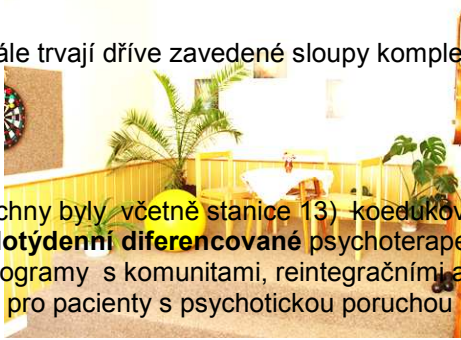 ále trvají dříve zavedené sloupy komple
chny byly včetně stanice 13) koedukov
lotýdenní diferencované psychoterape
ogramy s komunitami, reintegračními a
pro pacienty s psychotickou poruchou